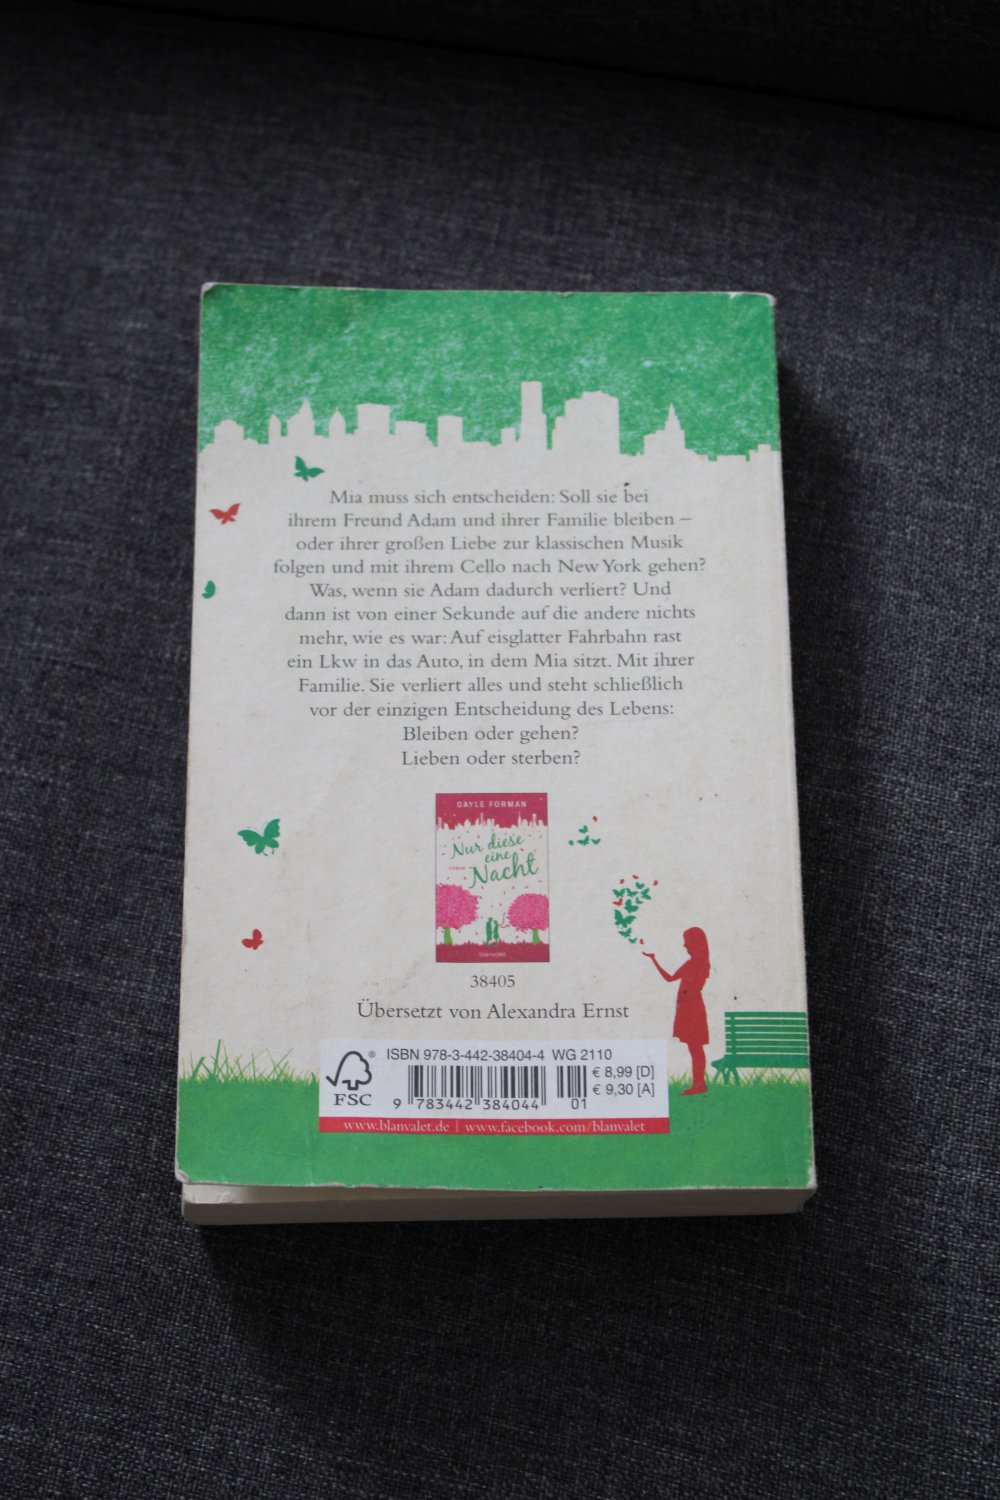 Mia muss sich entscheiden: Soll sie bei
ihrem Freund Adam und ihrer Familie bleiben –
oder ihrer großen Liebe zur klassischen Musik
folgen und mit ihrem Cello nach New York gehen?
Was, wenn sie Adam dadurch verliert? Und
dann ist von einer Sekunde auf die andere nichts
mehr, wie es war: Auf eisglatter Fahrbahn rast
ein Lkw in das Auto, in dem Mia sitzt. Mit ihrer
Familie. Sie verliert alles und steht schließlich
vor der einzigen Entscheidung des Lebens:
Bleiben oder gehen?
Lieben oder sterben?
GAYLE FORMAN
Nur diese
eine
ROMAN
Nacht
blanvalet
38405
Übersetzt von Alexandra Ernst
® ISBN 978-3-442-38404-4 WG 2110
€ 8,99 [D]
€ 9,30 [A]
FSC
9 783442 384044 01
www.blanvalet.de | www.facebook.com/blanvalet